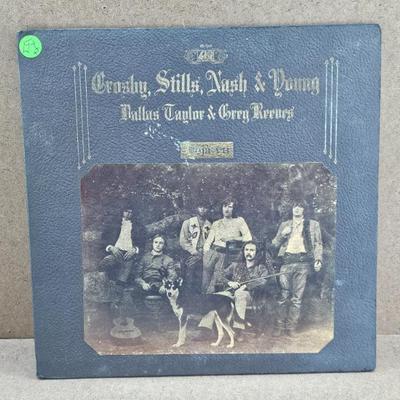 Crosby, Stills, Nash & Young
Dallas Taylor & Greg Reeves